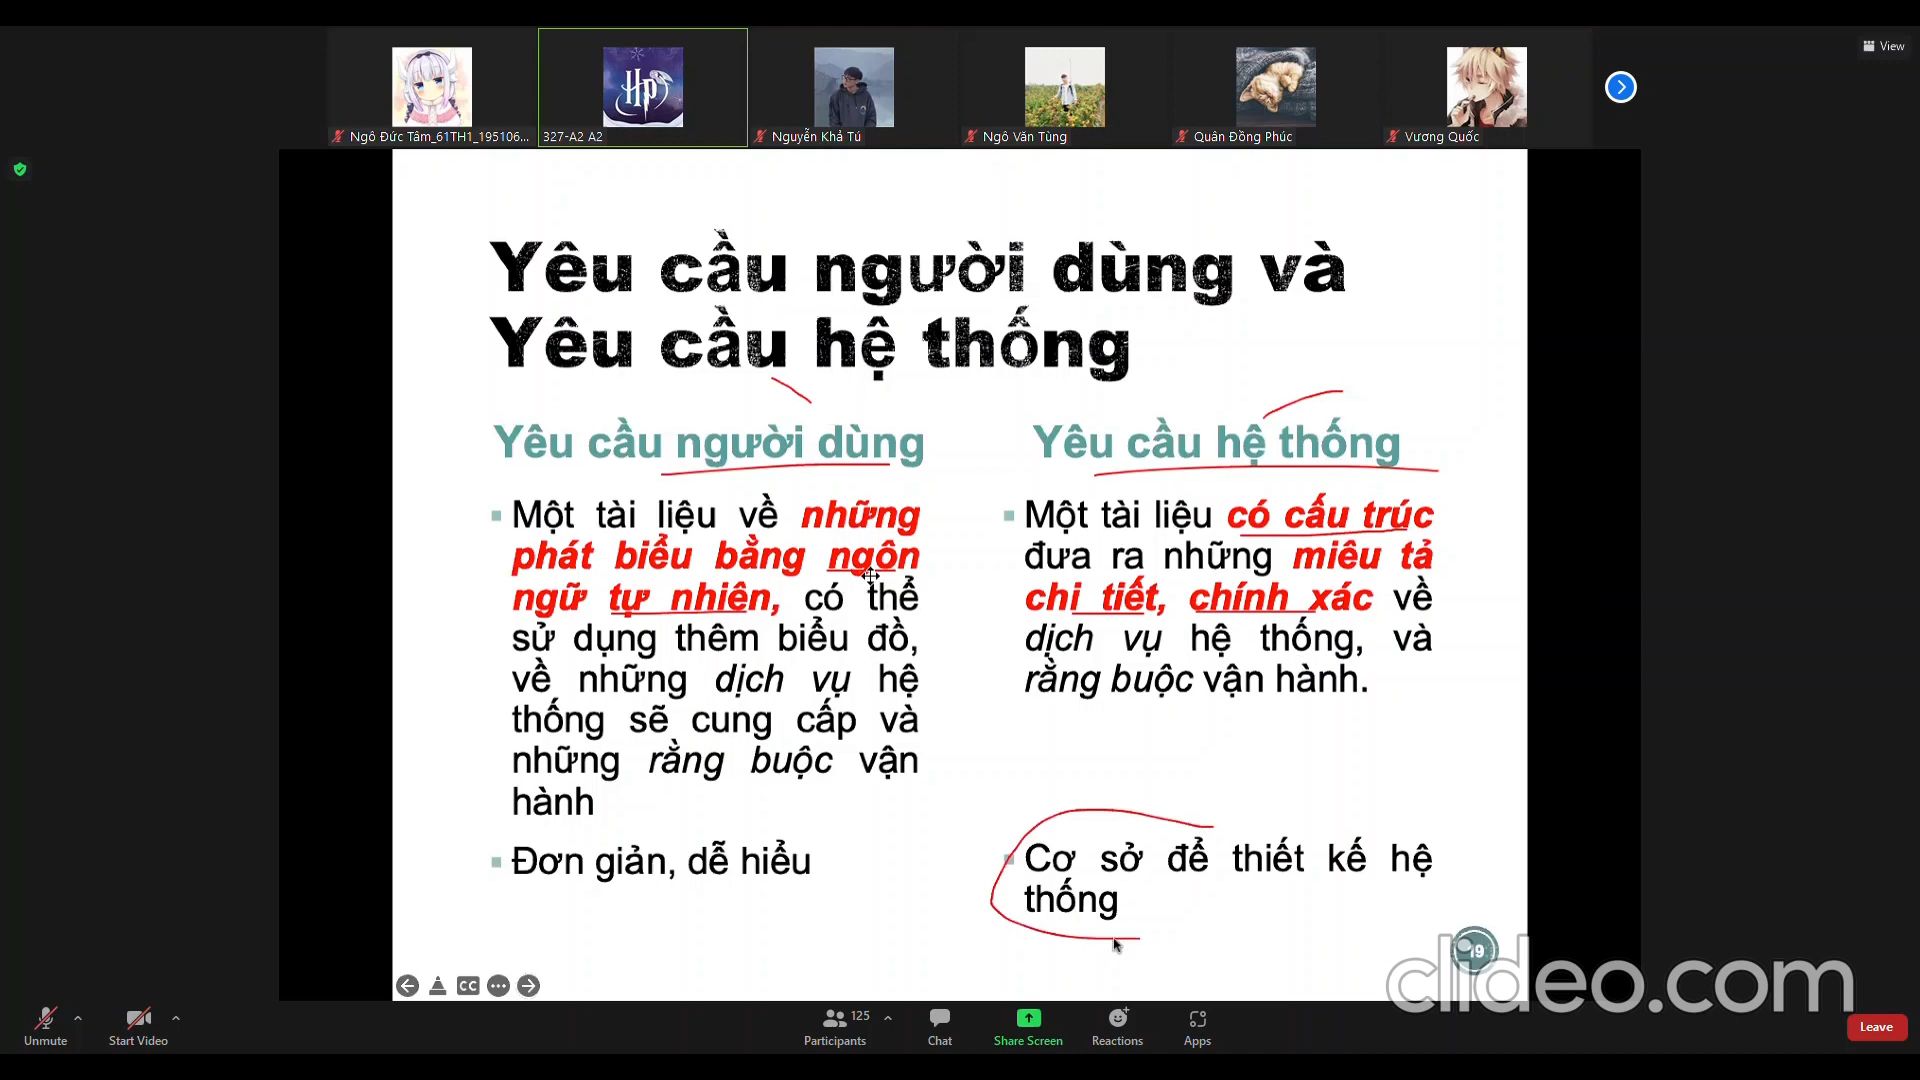 View
HP
Ngô Đức Tâm_61TH1_195106...
327-A2 A2
Nguyễn Khả Tú
Ngô Văn Tùng
Quân Đồng Phúc
Vương Quốc
Yêu cầu người dùng và
Yêu cầu hệ thống
Yêu cầu người dùng
Một tài liệu về những
phát biểu bằng ngôn
ngữ tự nhiên, có thể
sử dụng thêm biểu đồ,
về những dịch vụ hệ
thống sẽ cung cấp và
những rằng buộc vận
hành
Đơn giản, dễ hiểu
Yêu cầu hệ thống
Một tài liệu có cấu trúc
đưa ra những miêu tả
chi tiết, chính xác về
dịch vụ hệ thống, và
rằng buộc vận hành.
Cơ sở để thiết kế hệ
thống
19
clideo.com
CC
Unmute
Start Video
125
Participants
Chat
Share Screen
Reactions
Apps
Leave